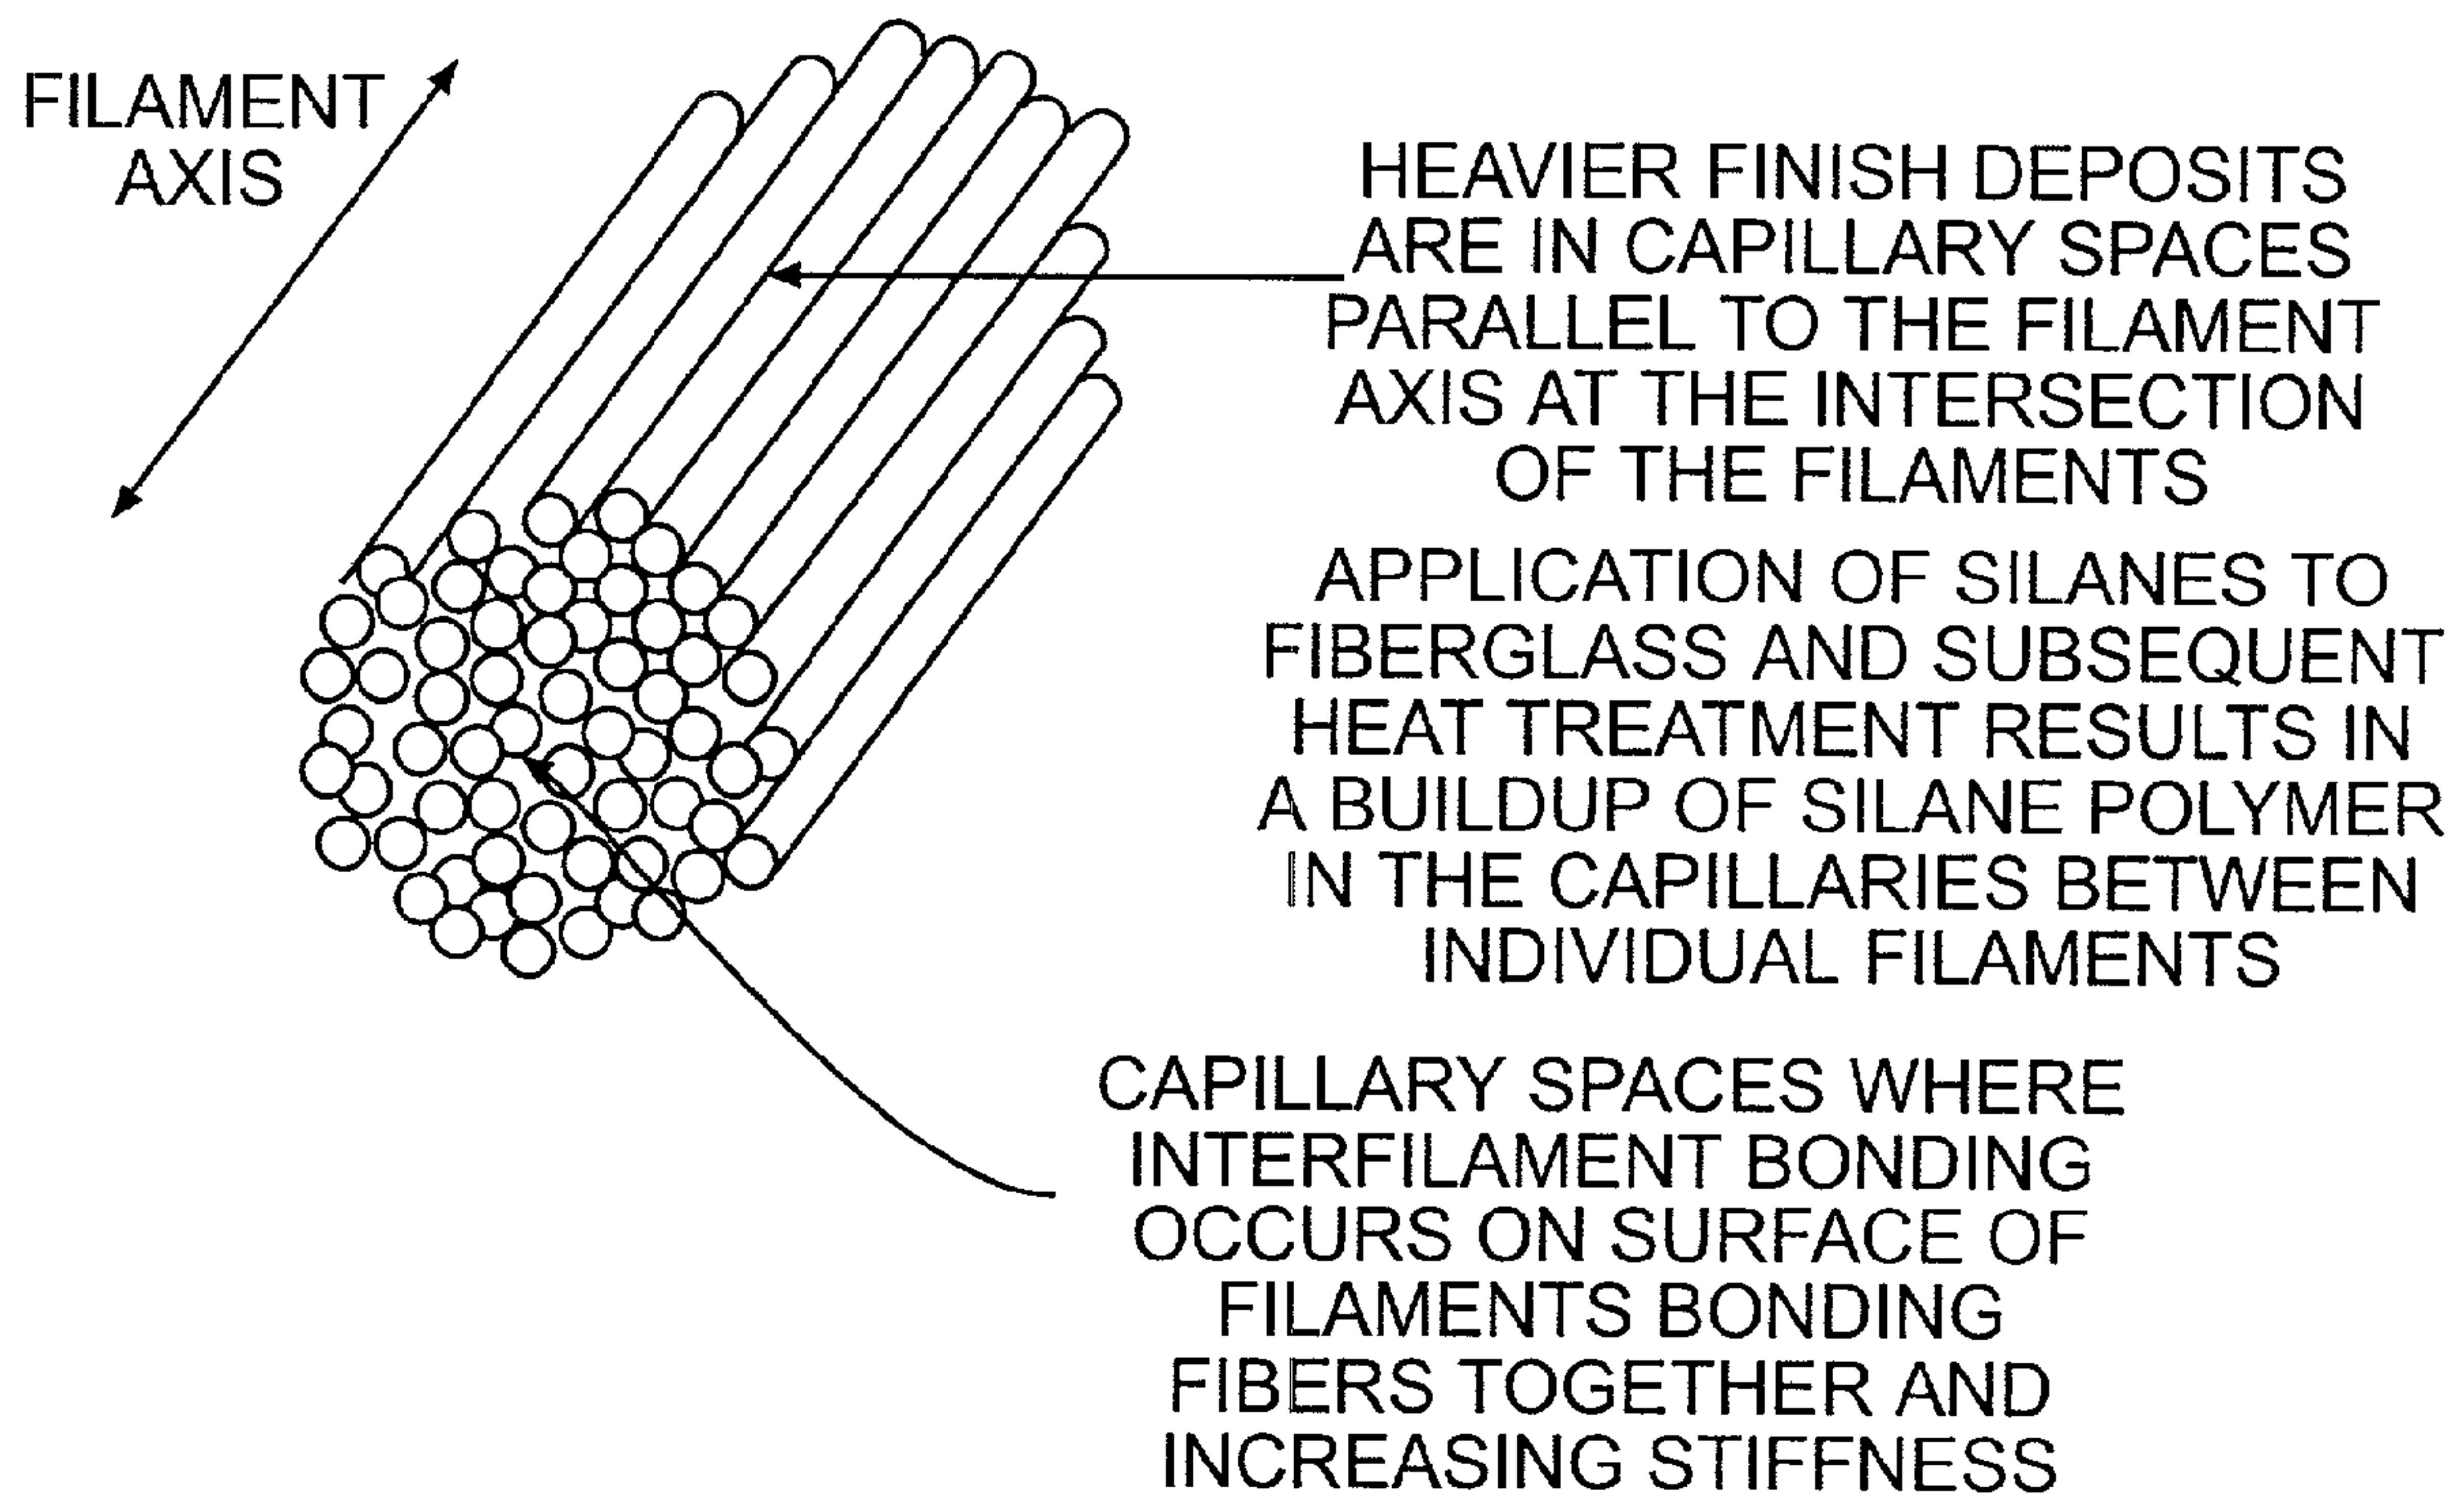 FILAMENT
AXIS
HEAVIER FINISH DEPOSITS
ARE IN CAPILLARY SPACES
PARALLEL TO THE FILAMENT
AXIS AT THE INTERSECTION
OF THE FILAMENTS
APPLICATION OF SILANES TO
FIBERGLASS AND SUBSEQUENT
HEAT TREATMENT RESULTS IN
A BUILDUP OF SILANE POLYMER
IN THE CAPILLARIES BETWEEN
INDIVIDUAL FILAMENTS
CAPILLARY SPACES WHERE
INTERFILAMENT BONDING
OCCURS ON SURFACE OF
FILAMENTS BONDING
FIBERS TOGETHER AND
INCREASING STIFFNESS